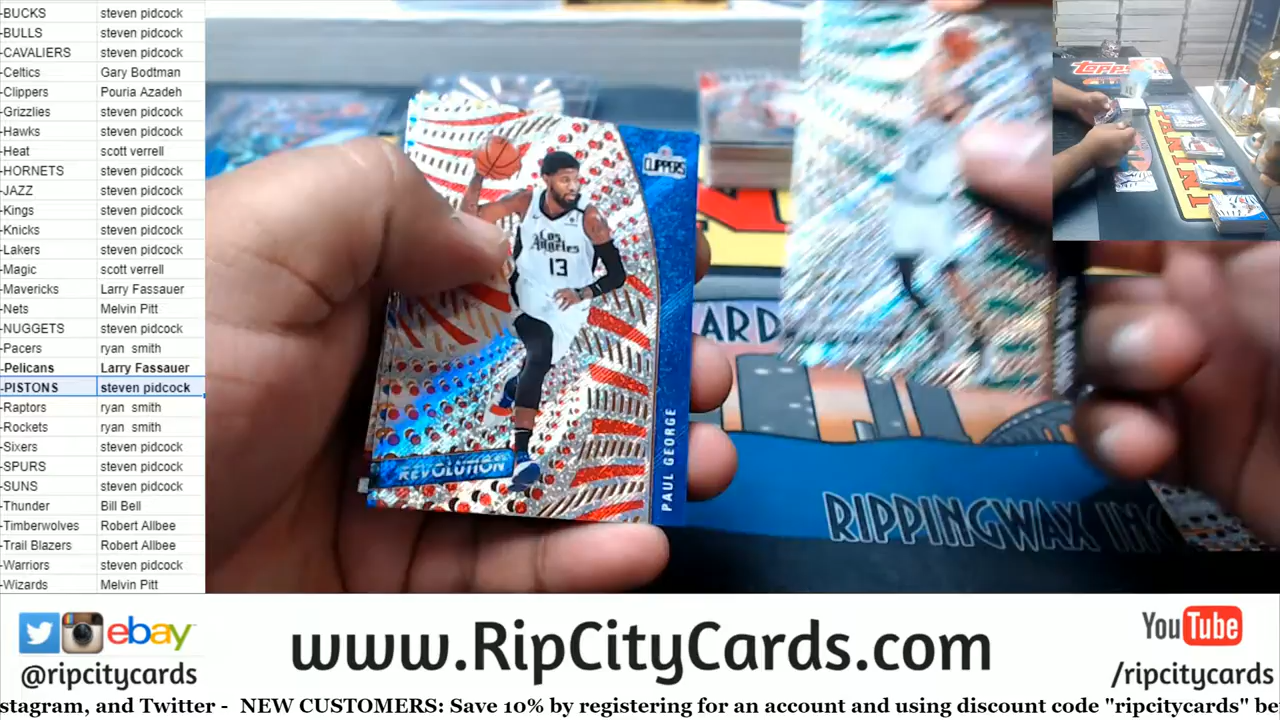 -BUCKS steven pidcock
-BULLS steven pidcock
-CAVALIERS steven pidcock
-Celtics Gary Bodtman
-Clippers Pouria Azadeh
-Grizzlies steven pidcock
-Hawks steven pidcock
-Heat scott verrell
-HORNETS steven pidcock
-JAZZ steven pidcock
-Kings steven pidcock
-Knicks steven pidcock
-Lakers steven pidcock
-Magic scott verrell
-Mavericks Larry Fassauer
-Nets Melvin Pitt
-NUGGETS steven pidcock
-Pacers ryan smith
-Pelicans Larry Fassauer
-PISTONS steven pidcock
-Raptors ryan smith
-Rockets ryan smith
-Sixers steven pidcock
-SPURS steven pidcock
-SUNS steven pidcock
-Thunder Bill Bell
-Timberwolves Robert Allbee
-Trail Blazers Robert Allbee
-Warriors steven pidcock
-Wizards Melvin Pitt
CLIPPERS
Los Angeles
13
REVOLUTION
PAUL GEORGE
ARD
RIPPINGWAX INC
Topps
ebay
@ripcitycards
www.RipCityCards.com
YouTube
/ripcitycards
stagram, and Twitter - NEW CUSTOMERS: Save 10% by registering for an account and using discount code "ripcitycards" be